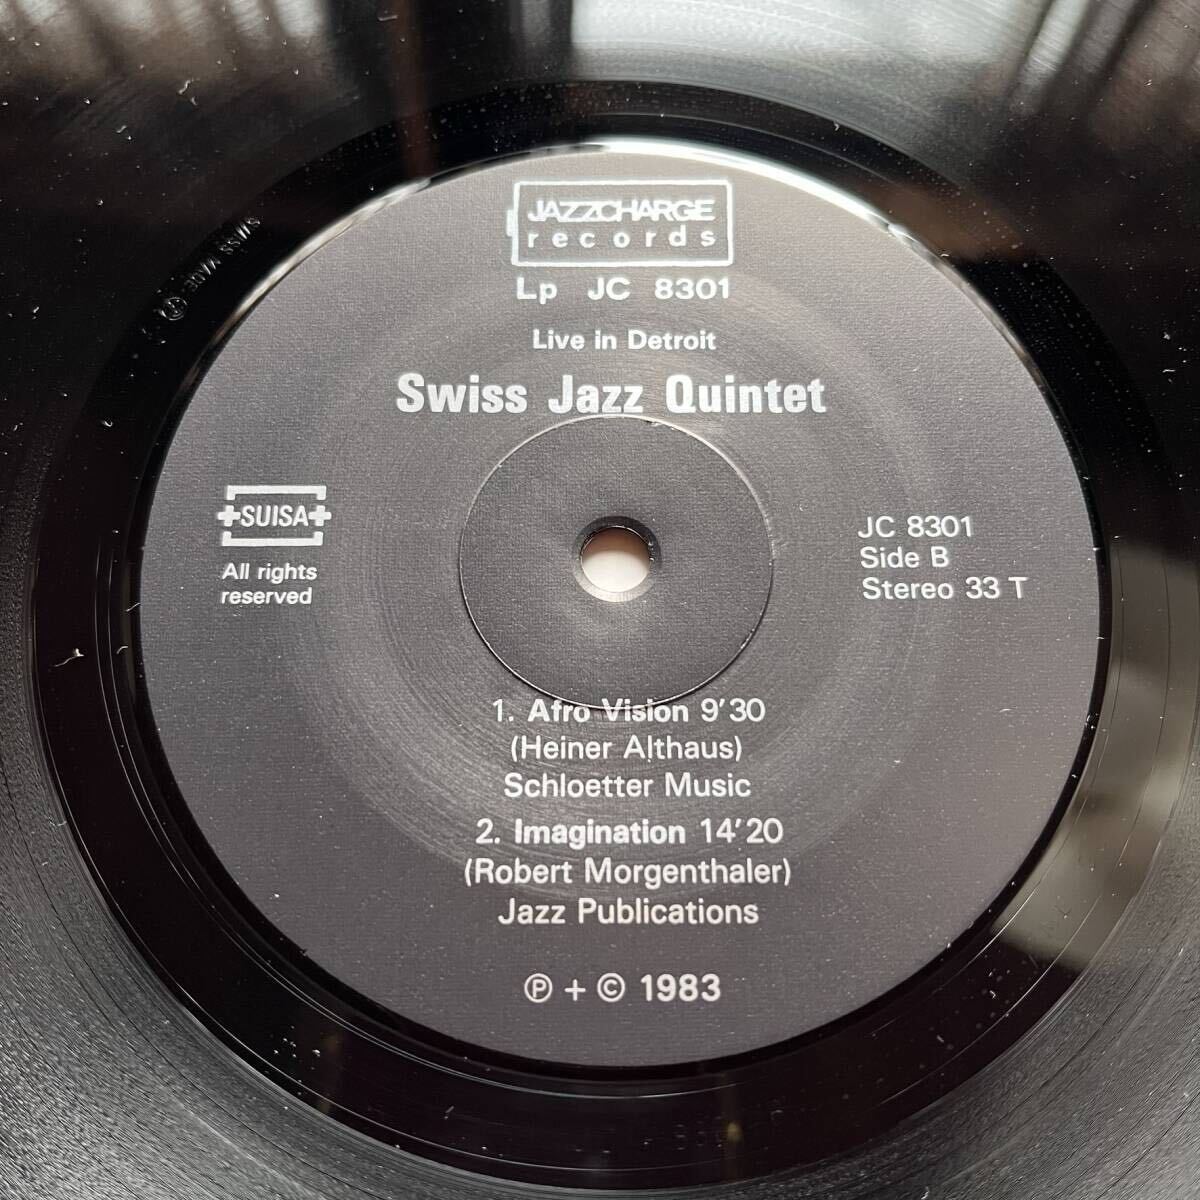 JAZZCHARGE
records
Lp JC 8301
Live in Detroit
Swiss Jazz Quintet
SUISA
All rights
reserved
JC 8301
Side B
Stereo 33 T
1. Afro Vision 9'30
(Heiner Althaus)
Schloetter Music
2. Imagination 14'20
(Robert Morgenthaler)
Jazz Publications
℗ + © 1983
SWISS MADE